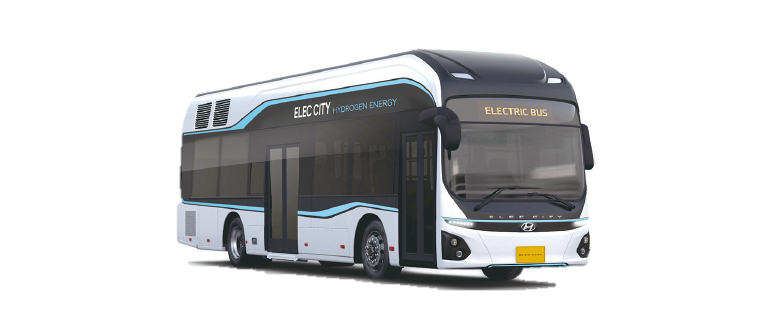 ELEC CITY HYDROGEN ENERGY
ELECTRIC BUS
ELEC CITY